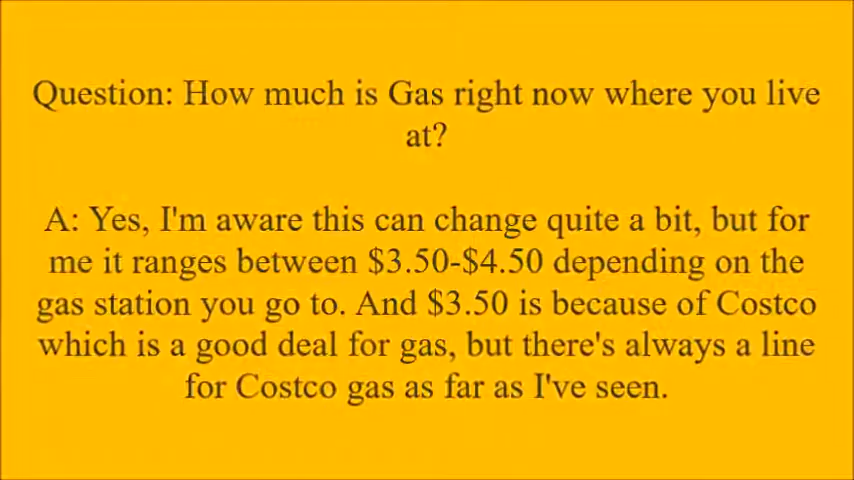 Question: How much is Gas right now where you live
at?
A: Yes, I'm aware this can change quite a bit, but for
me it ranges between $3.50-$4.50 depending on the
gas station you go to. And $3.50 is because of Costco
which is a good deal for gas, but there's always a line
for Costco gas as far as I've seen.